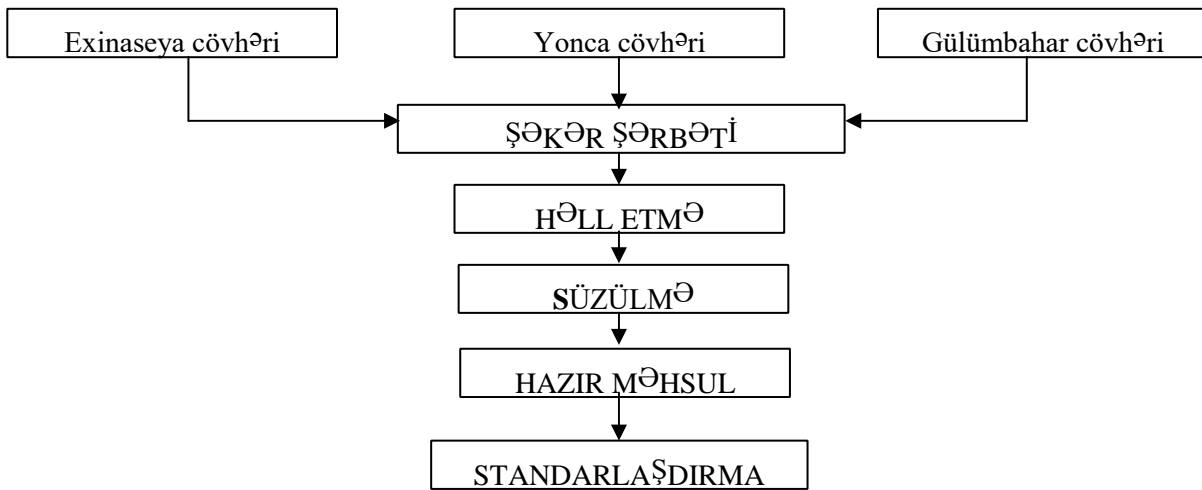 Exinaseya cövhəri
Yonca cövhəri
Gülümbahar cövhəri
ŞƏKƏR ŞƏRBƏTİ
HƏLL ETMƏ
SÜZÜLMƏ
HAZIR MƏHSUL
STANDARLAŞDIRMA